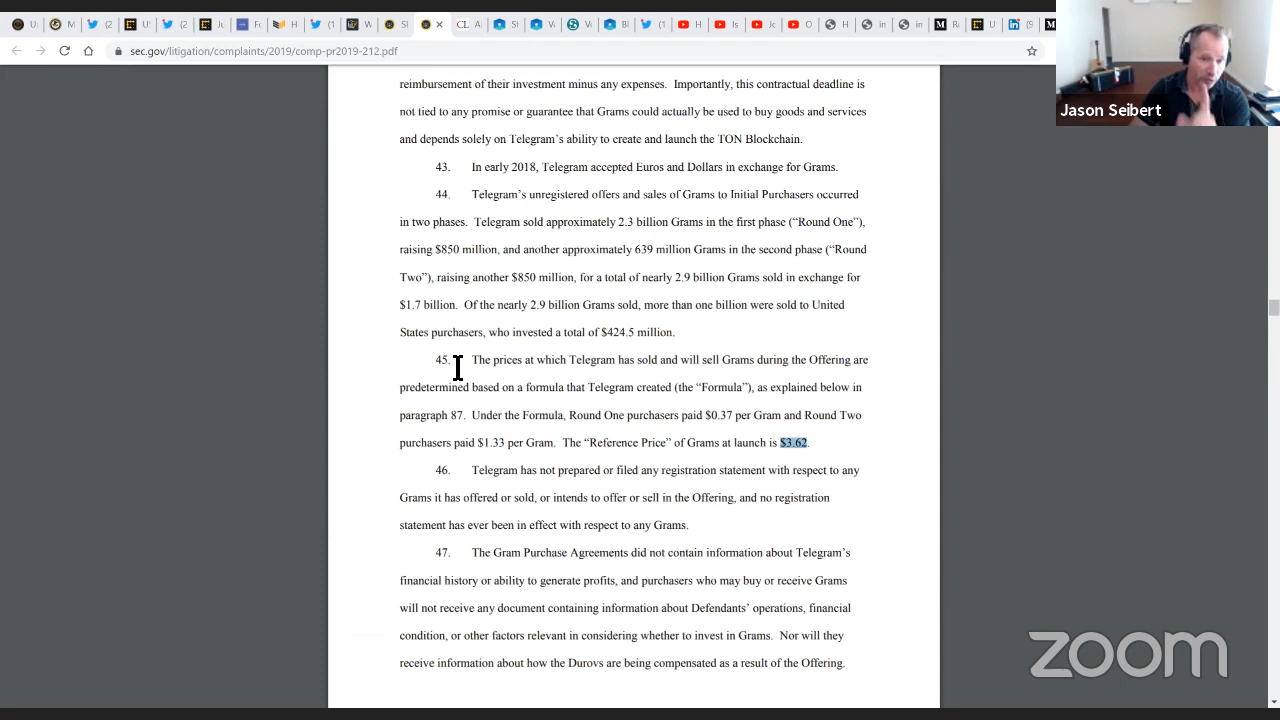 sec.gov/litigation/complaints/2019/comp-pr2019-212.pdf
Jason Seibert
reimbursement of their investment minus any expenses. Importantly, this contractual deadline is
not tied to any promise or guarantee that Grams could actually be used to buy goods and services
and depends solely on Telegram’s ability to create and launch the TON Blockchain.
43. In early 2018, Telegram accepted Euros and Dollars in exchange for Grams.
44. Telegram’s unregistered offers and sales of Grams to Initial Purchasers occurred
in two phases. Telegram sold approximately 2.3 billion Grams in the first phase (“Round One”),
raising $850 million, and another approximately 639 million Grams in the second phase (“Round
Two”), raising another $850 million, for a total of nearly 2.9 billion Grams sold in exchange for
$1.7 billion. Of the nearly 2.9 billion Grams sold, more than one billion were sold to United
States purchasers, who invested a total of $424.5 million.
45. The prices at which Telegram has sold and will sell Grams during the Offering are
predetermined based on a formula that Telegram created (the “Formula”), as explained below in
paragraph 87. Under the Formula, Round One purchasers paid $0.37 per Gram and Round Two
purchasers paid $1.33 per Gram. The “Reference Price” of Grams at launch is $3.62.
46. Telegram has not prepared or filed any registration statement with respect to any
Grams it has offered or sold, or intends to offer or sell in the Offering, and no registration
statement has ever been in effect with respect to any Grams.
47. The Gram Purchase Agreements did not contain information about Telegram’s
financial history or ability to generate profits, and purchasers who may buy or receive Grams
will not receive any document containing information about Defendants’ operations, financial
condition, or other factors relevant in considering whether to invest in Grams. Nor will they
receive information about how the Durovs are being compensated as a result of the Offering.
zoom